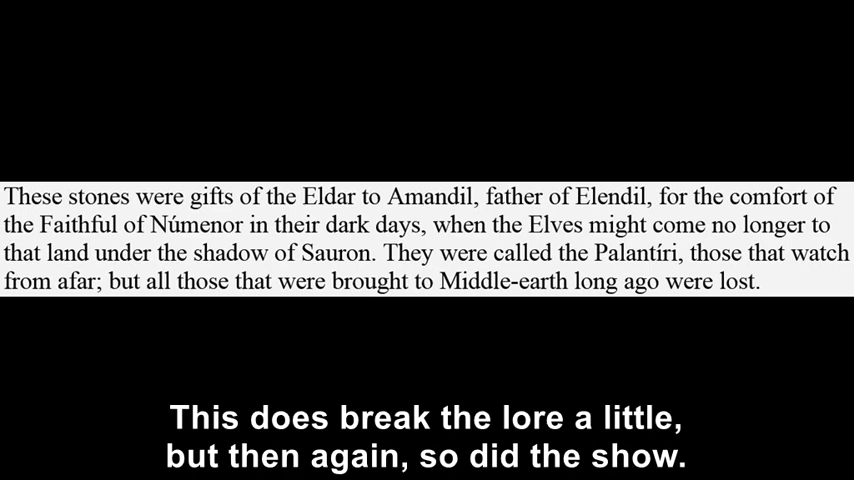 These stones were gifts of the Eldar to Amandil, father of Elendil, for the comfort of
the Faithful of Númenor in their dark days, when the Elves might come no longer to
that land under the shadow of Sauron. They were called the Palantíri, those that watch
from afar; but all those that were brought to Middle-earth long ago were lost.
This does break the lore a little,
but then again, so did the show.